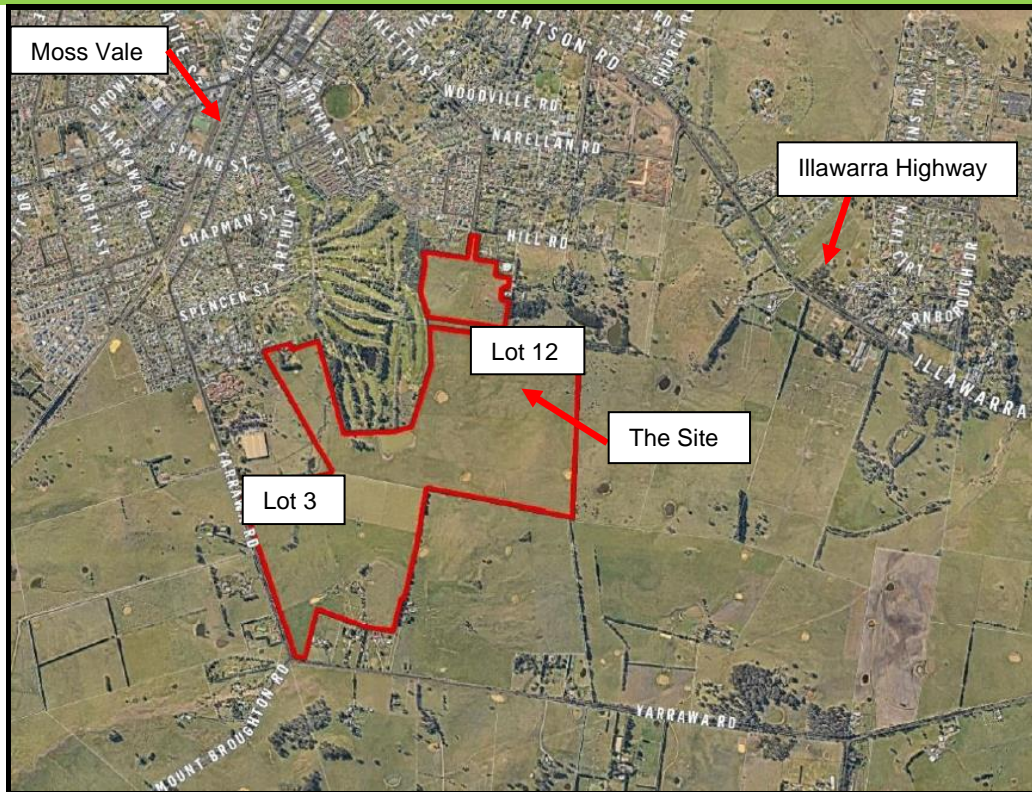 Moss Vale
Illawarra Highway
Lot 12
The Site
Lot 3
ROBERTSON RD
CHURCH RD
VALETTA ST
KIRKHAM ST
WOODVILLE RD
NARELLAN RD
SPRING ST
YARRAWA RD
NORTH ST
CHAPMAN ST
ARTHUR ST
SPENCER ST
HILL RD
ILLAWARRA
YARRAWA RD
YARRAWA RD
MOUNT BROUGHTON RD